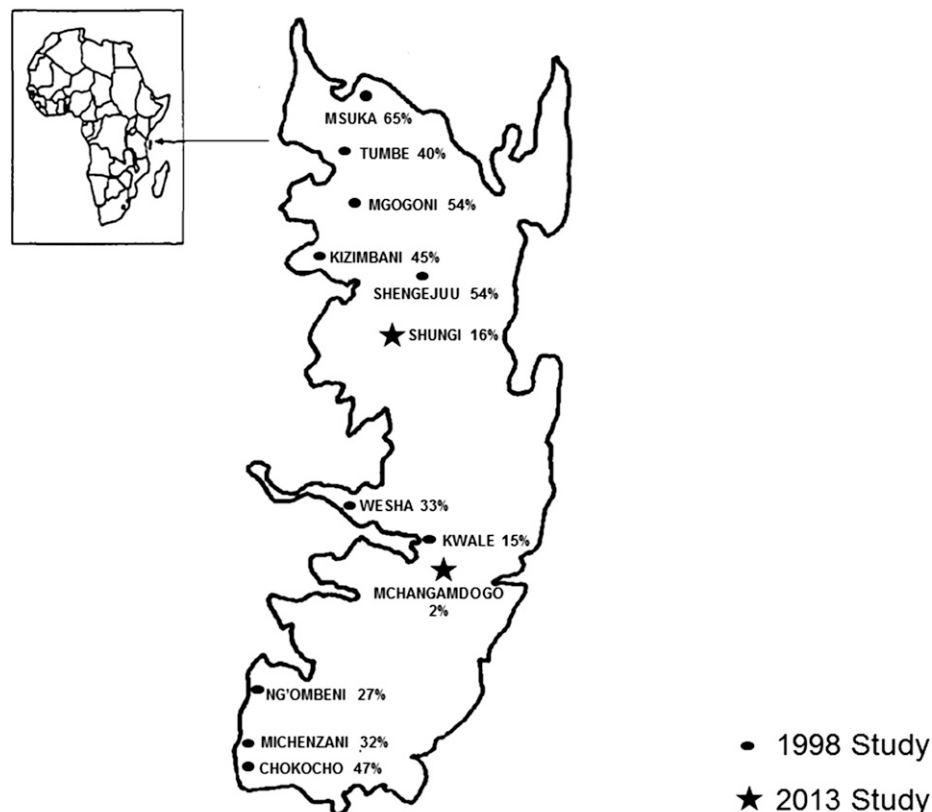 MSUKA 65%
TUMBE 40%
MGOGONI 54%
KIZIMBANI 45%
SHENGEJUU 54%
SHUNGI 16%
WESHA 33%
KWALE 15%
MCHANGAMDOGO
2%
NG'OMBENI 27%
MICHENZANI 32%
CHOKOCHO 47%
1998 Study
2013 Study